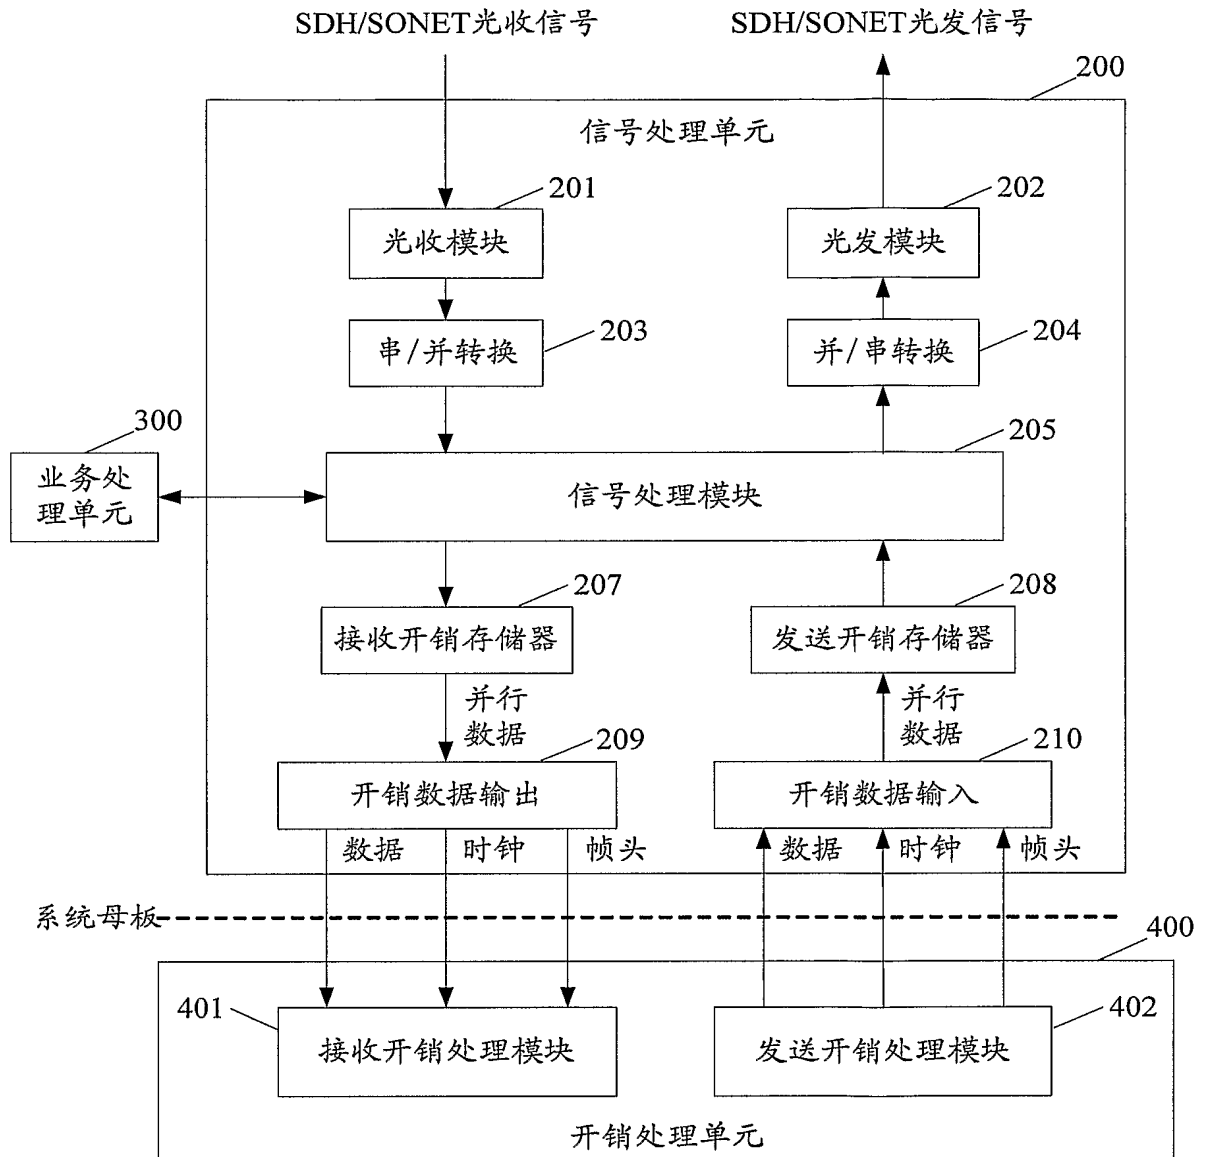 SDH/SONET光收信号
SDH/SONET光发信号
200
信号处理单元
201
202
光收模块
光发模块
203
204
串/并转换
并/串转换
300
205
业务处
理单元
信号处理模块
207
208
接收开销存储器
发送开销存储器
并行
数据
并行
数据
209
210
开销数据输出
开销数据输入
数据
时钟
帧头
数据
时钟
帧头
系统母板
400
401
402
接收开销处理模块
发送开销处理模块
开销处理单元